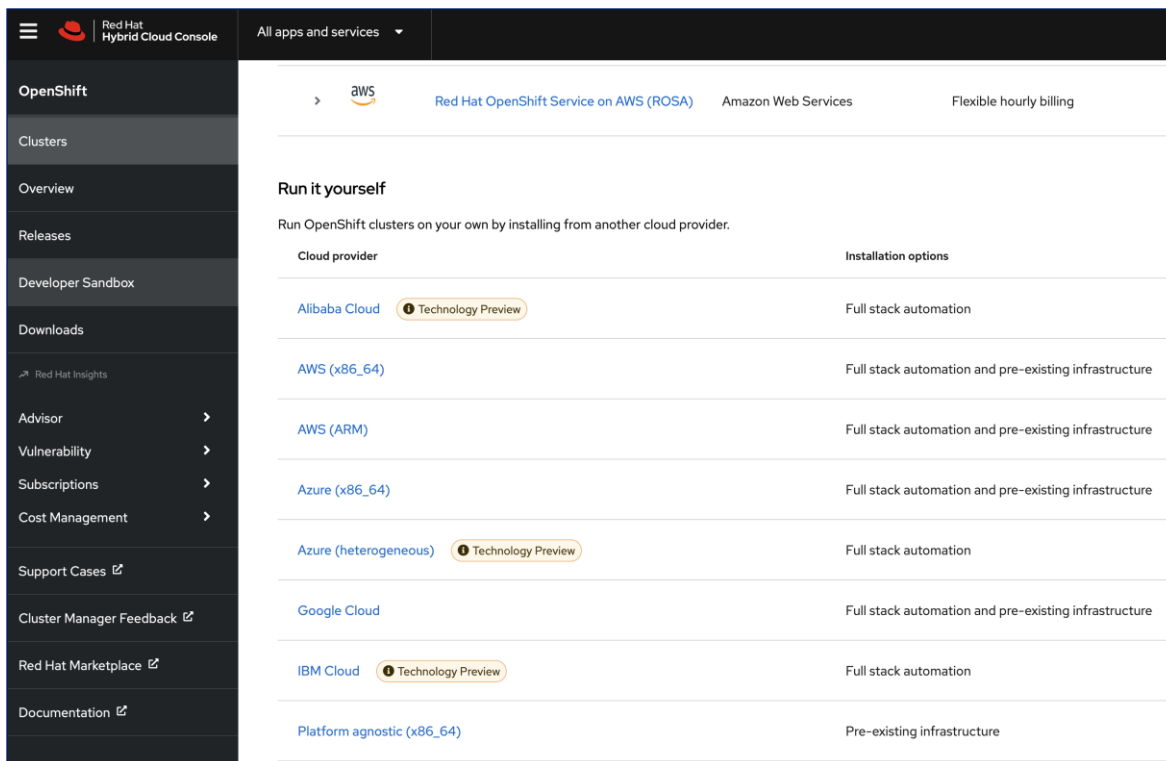 Red Hat
Hybrid Cloud Console
All apps and services
OpenShift
Clusters
Overview
Releases
Developer Sandbox
Downloads
Red Hat Insights
Advisor
Vulnerability
Subscriptions
Cost Management
Support Cases
Cluster Manager Feedback
Red Hat Marketplace
Documentation
aws Red Hat OpenShift Service on AWS (ROSA) Amazon Web Services Flexible hourly billing
Run it yourself
Run OpenShift clusters on your own by installing from another cloud provider.
Cloud provider Installation options
Alibaba Cloud Technology Preview Full stack automation
AWS (x86_64) Full stack automation and pre-existing infrastructure
AWS (ARM) Full stack automation and pre-existing infrastructure
Azure (x86_64) Full stack automation and pre-existing infrastructure
Azure (heterogeneous) Technology Preview Full stack automation
Google Cloud Full stack automation and pre-existing infrastructure
IBM Cloud Technology Preview Full stack automation
Platform agnostic (x86_64) Pre-existing infrastructure